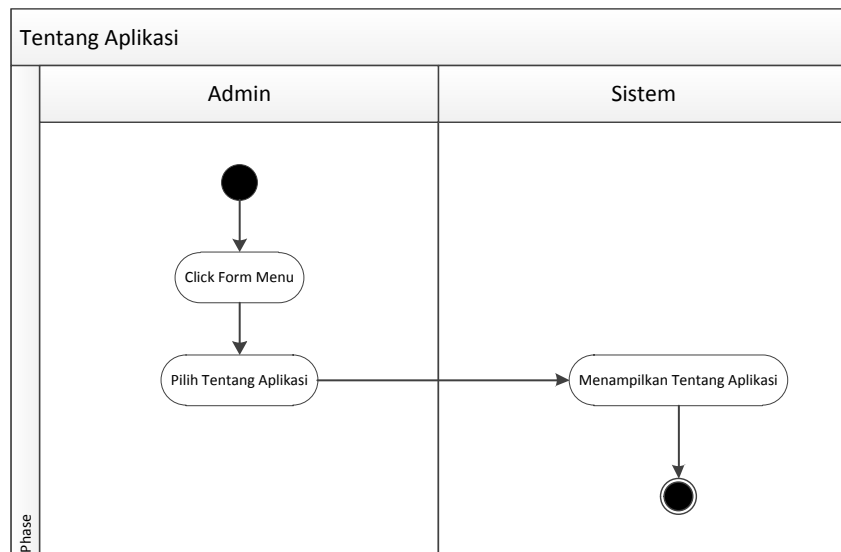 Tentang Aplikasi
Admin
Sistem
Click Form Menu
Pilih Tentang Aplikasi
Menampilkan Tentang Aplikasi
Phase